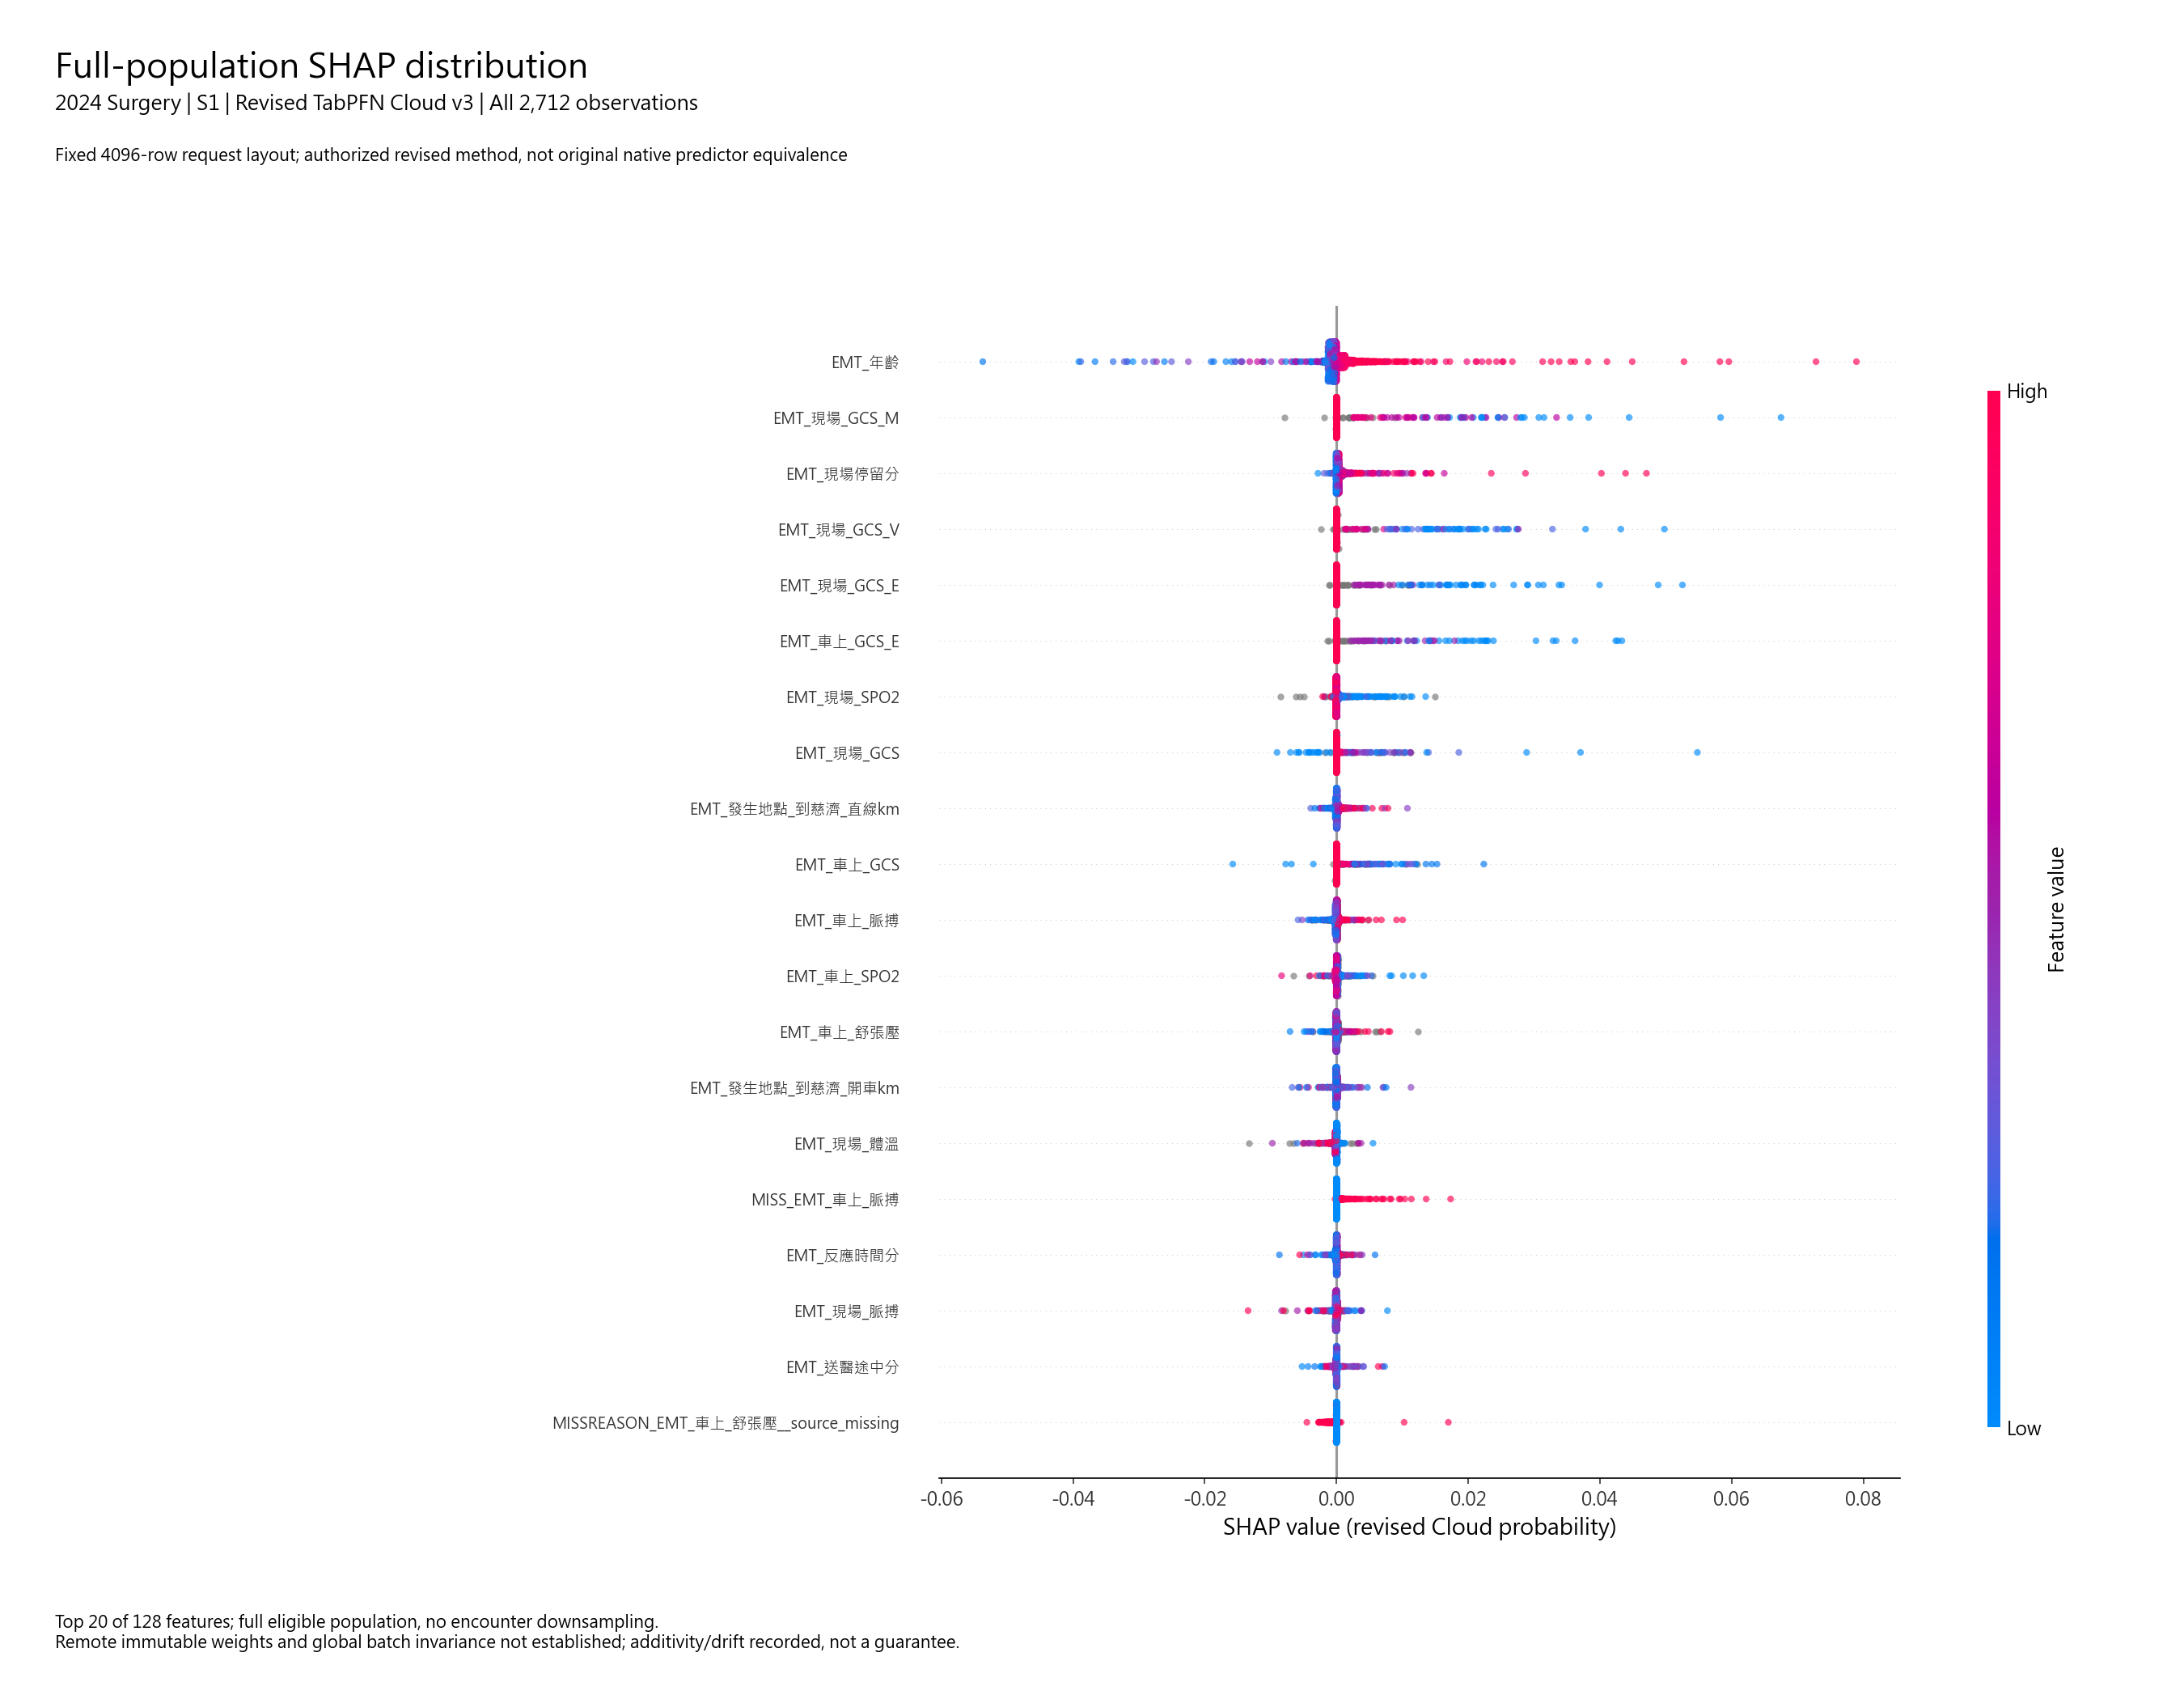 Full-population SHAP distribution
2024 Surgery | S1 | Revised TabPFN Cloud v3 | All 2,712 observations
Fixed 4096-row request layout; authorized revised method, not original native predictor equivalence
EMT_年齡
EMT_現場_GCS_M
EMT_現場停留分
EMT_現場_GCS_V
EMT_現場_GCS_E
EMT_車上_GCS_E
EMT_現場_SPO2
EMT_現場_GCS
EMT_發生地點_到慈濟_直線km
EMT_車上_GCS
EMT_車上_脈搏
EMT_車上_SPO2
EMT_車上_舒張壓
EMT_發生地點_到慈濟_開車km
EMT_現場_體溫
MISS_EMT_車上_脈搏
EMT_反應時間分
EMT_現場_脈搏
EMT_送醫途中分
MISSREASON_EMT_車上_舒張壓__source_missing
-0.06 -0.04 -0.02 0.00 0.02 0.04 0.06 0.08
SHAP value (revised Cloud probability)
High
Feature value
Low
Top 20 of 128 features; full eligible population, no encounter downsampling.
Remote immutable weights and global batch invariance not established; additivity/drift recorded, not a guarantee.